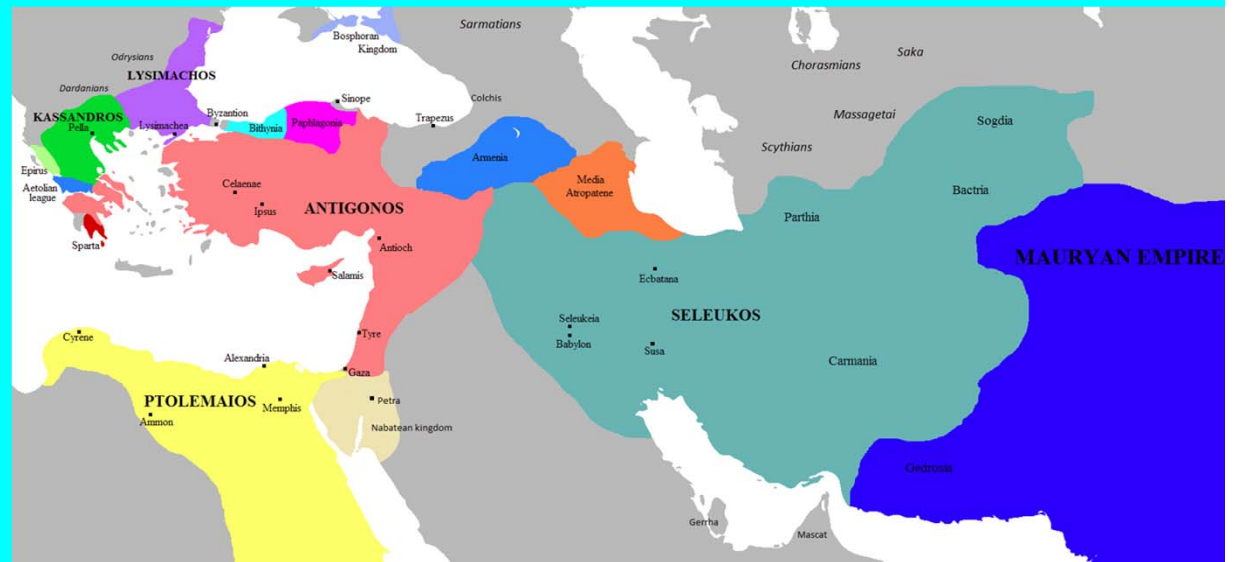 Sarmatians
Bosphoran
Kingdom
Saka
Odrysians
Chorasmians
LYSIMACHOS
Dardanians
Sinope
Colchis
KASSANDROS
Byzantion
Trapezus
Massagetai
Pella
Lysimachea
Bithynia
Paphlagonia
Sogdia
Scythians
Epirus
Armenia
Aetolian
league
Celaenae
Media
Atropatene
Bactria
Ipsus
ANTIGONOS
Parthia
Sparta
Antioch
MAURYAN EMPIRE
Salamis
Ecbatana
Seleukeia
SELEUKOS
Cyrene
Tyre
Babylon
Susa
Alexandria
Gaza
Carmania
PTOLEMAIOS
Memphis
Petra
Ammon
Nabatean kingdom
Gedrosia
Gerrha
Mascat